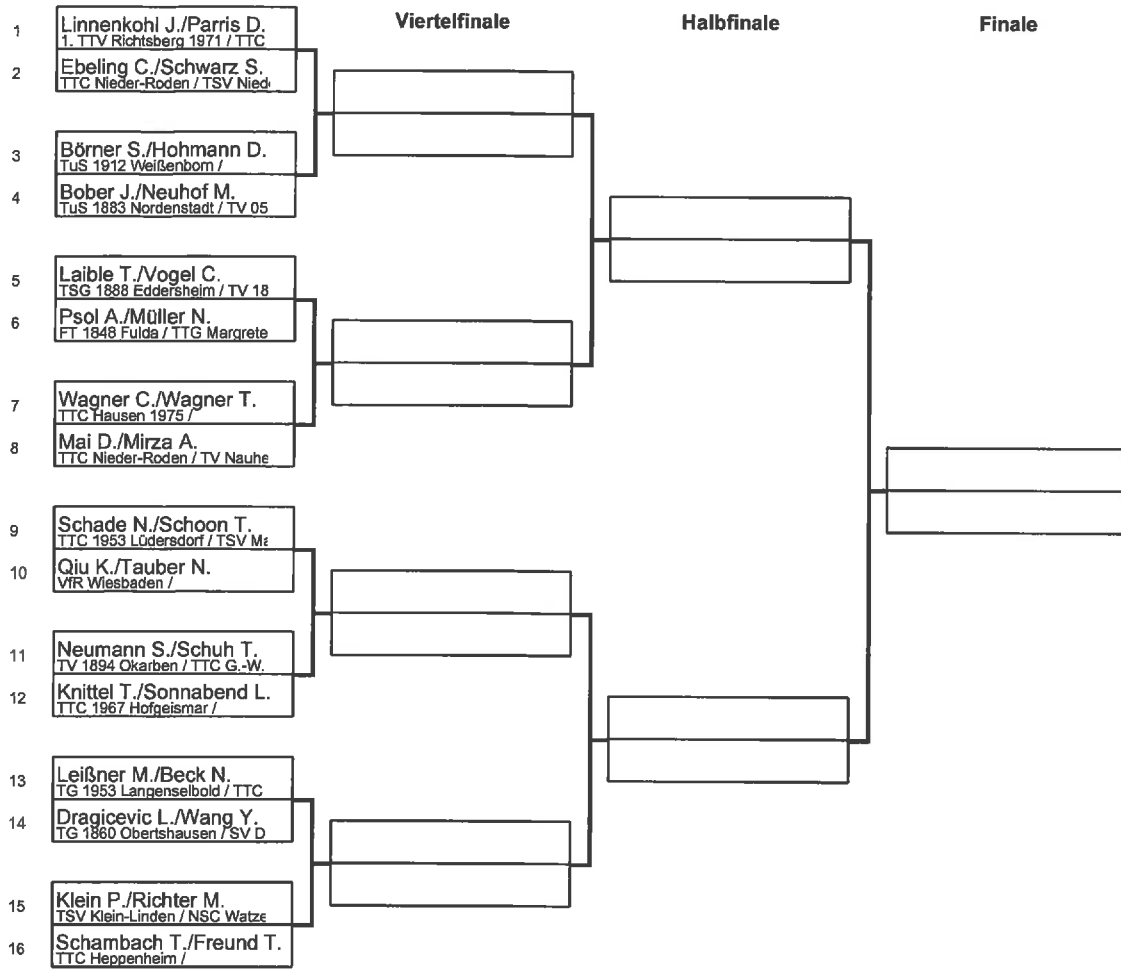 Viertelfinale
Halbfinale
Finale
1
Linnenkohl J./Parris D.
1. TTV Richtsberg 1971 / TTC
2
Ebeling C./Schwarz S.
TTC Nieder-Roden / TSV Nied
3
Börner S./Hohmann D.
TuS 1912 Weißenborn /
4
Bober J./Neuhof M.
TuS 1883 Nordenstadt / TV 05
5
Laible T./Vogel C.
TSG 1888 Eddersheim / TV 18
6
Psol A./Müller N.
FT 1848 Fulda / TTG Margrete
7
Wagner C./Wagner T.
TTC Hausen 1975 /
8
Mai D./Mirza A.
TTC Nieder-Roden / TV Nauhe
9
Schade N./Schoon T.
TTC 1953 Lüdersdorf / TSV Ma
10
Qiu K./Tauber N.
VfR Wiesbaden /
11
Neumann S./Schuh T.
TV 1894 Okarben / TTC G.-W.
12
Knittel T./Sonnabend L.
TTC 1967 Hofgeismar /
13
Leißner M./Beck N.
TG 1953 Langenselbold / TTC
14
Dragicevic L./Wang Y.
TG 1860 Obertshausen / SV D
15
Klein P./Richter M.
TSV Klein-Linden / NSC Watze
16
Schambach T./Freund T.
TTC Heppenheim /